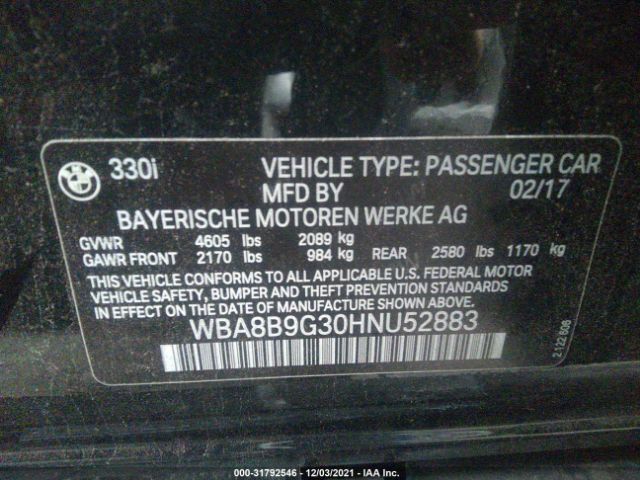 BMW
330i VEHICLE TYPE: PASSENGER CAR
MFD BY 02/17
BAYERISCHE MOTOREN WERKE AG
GVWR 4605 lbs 2089 kg
GAWR FRONT 2170 lbs 984 kg REAR 2580 lbs 1170 kg
THIS VEHICLE CONFORMS TO ALL APPLICABLE U.S. FEDERAL MOTOR
VEHICLE SAFETY, BUMPER AND THEFT PREVENTION STANDARDS
IN EFFECT ON THE DATE OF MANUFACTURE SHOWN ABOVE.
WBA8B9G30HNU52883
2122606
000-31792546 - 12/03/2021 - IAA Inc.